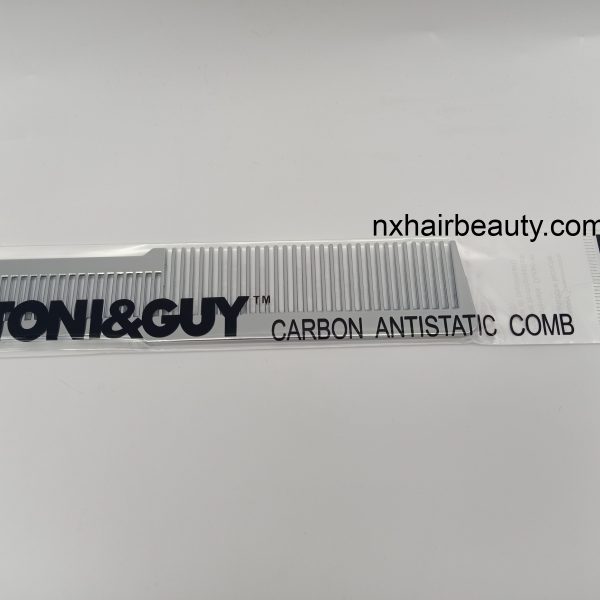 nxhairbeauty.com
TONI&GUY™
CARBON ANTISTATIC COMB